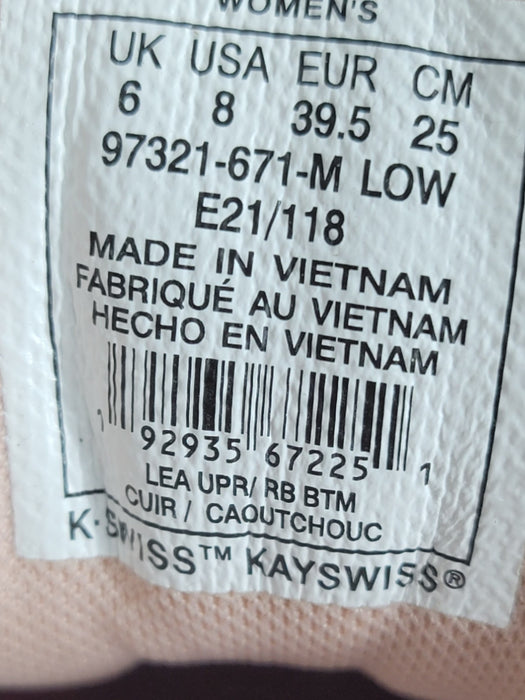 WOMEN'S
UK USA EUR CM
6 8 39.5 25
97321-671-M LOW
E21/118
MADE IN VIETNAM
FABRIQUÉ AU VIETNAM
HECHO EN VIETNAM
1 92935 67225 1
LEA UPR/ RB BTM
CUIR / CAOUTCHOUC
K·SWISS™ KAYSWISS®